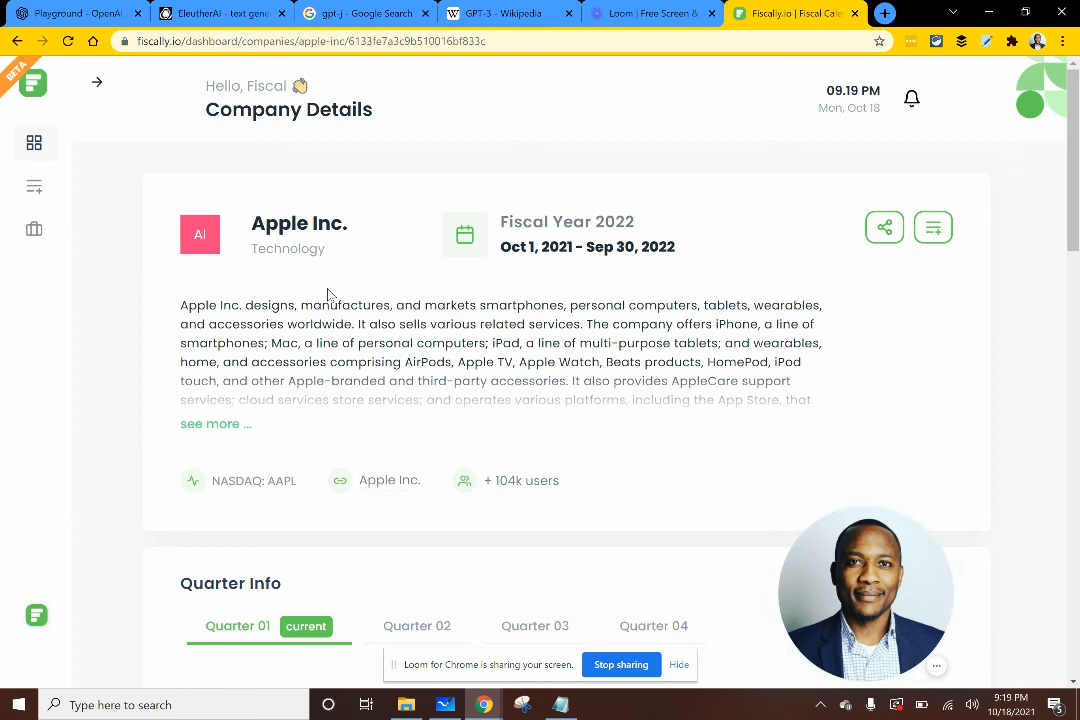 Playground - OpenAI
EleutherAI - text gene
gpt-j - Google Search
GPT-3 - Wikipedia
Loom | Free Screen &
Fiscally.io | Fiscal Cale
fiscally.io/dashboard/companies/apple-inc/6133fe7a3c9b510016bf833c
BETA
Hello, Fiscal 👏
Company Details
09.19 PM
Mon, Oct 18
AI
Apple Inc.
Technology
Fiscal Year 2022
Oct 1, 2021 - Sep 30, 2022
Apple Inc. designs, manufactures, and markets smartphones, personal computers, tablets, wearables,
and accessories worldwide. It also sells various related services. The company offers iPhone, a line of
smartphones; Mac, a line of personal computers; iPad, a line of multi-purpose tablets; and wearables,
home, and accessories comprising AirPods, Apple TV, Apple Watch, Beats products, HomePod, iPod
touch, and other Apple-branded and third-party accessories. It also provides AppleCare support
services; cloud services store services; and operates various platforms, including the App Store, that
see more ...
NASDAQ: AAPL
Apple Inc.
+ 104k users
Quarter Info
Quarter 01
current
Quarter 02
Quarter 03
Quarter 04
Loom for Chrome is sharing your screen.
Stop sharing
Hide
Type here to search
9:19 PM
10/18/2021
5